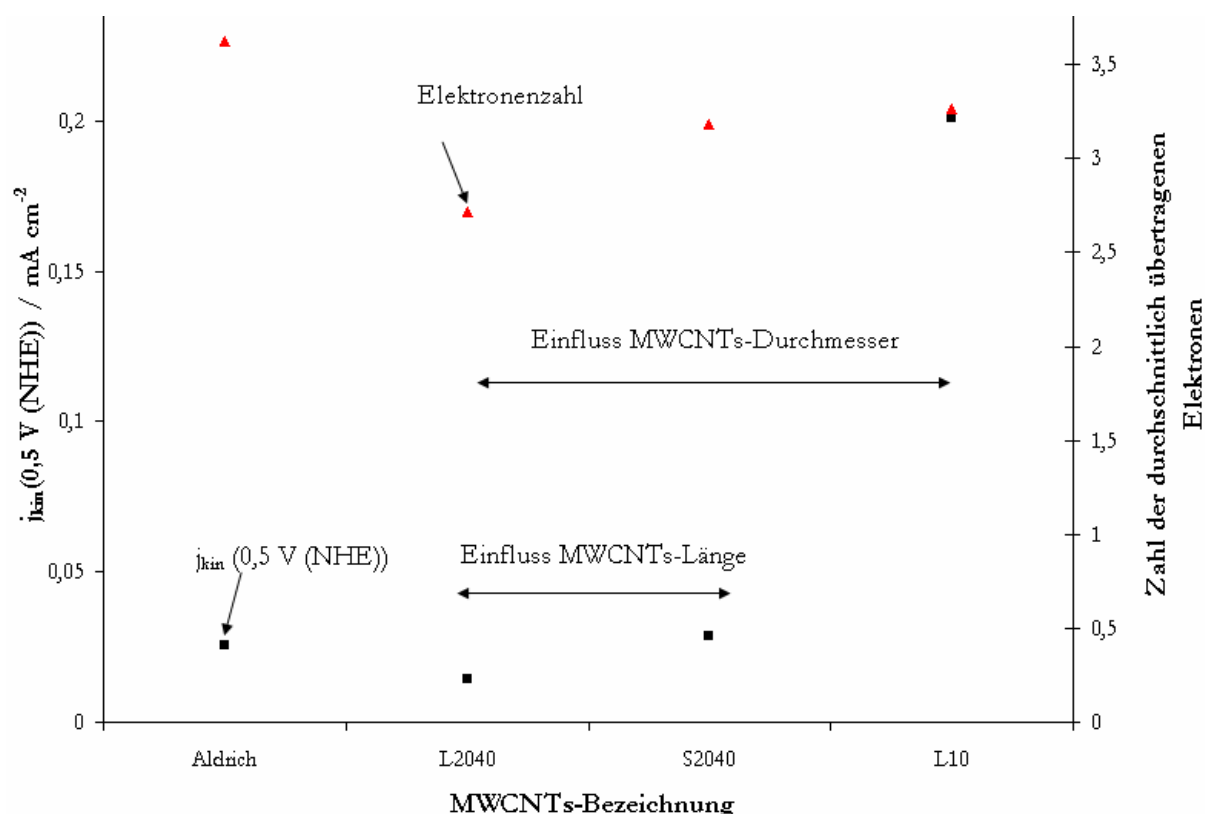 Elektronenzahl
0,2
0,15
0,1
0,05
0
j_kin(0,5 V (NHE)) / mA cm⁻²
Einfluss MWCNTs-Durchmesser
j_kin (0,5 V (NHE))
Einfluss MWCNTs-Länge
3,5
3
2,5
2
1,5
1
0,5
0
Zahl der durchschnittlich übertragenen
Elektronen
Aldrich L2040 S2040 L10
MWCNTs-Bezeichnung